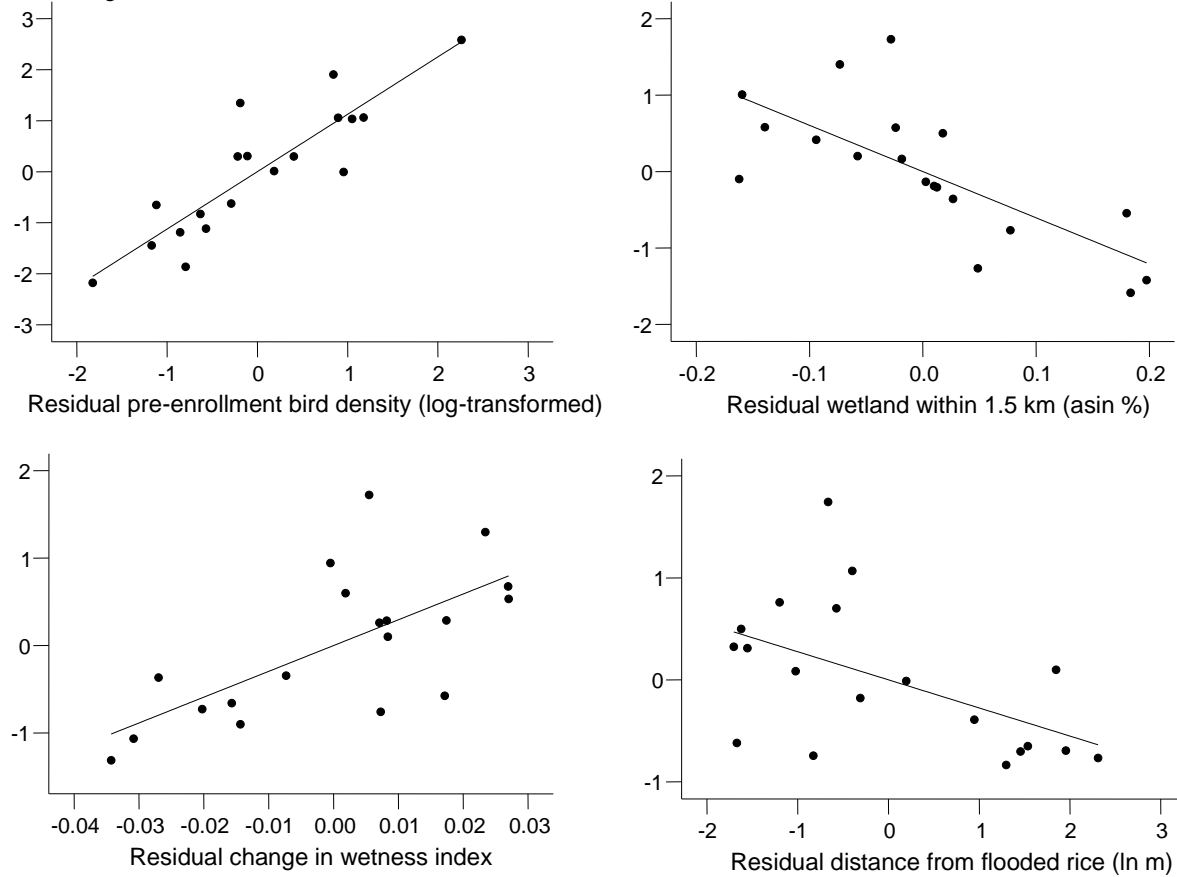 3
2
1
0
-1
-2
-3
-2 -1 0 1 2 3
Residual pre-enrollment bird density (log-transformed)
2
1
0
-1
-2
-0.2 -0.1 0.0 0.1 0.2
Residual wetland within 1.5 km (asin %)
2
1
0
-1
-0.04 -0.03 -0.02 -0.01 0.00 0.01 0.02 0.03
Residual change in wetness index
2
1
0
-1
-2 -1 0 1 2 3
Residual distance from flooded rice (ln m)